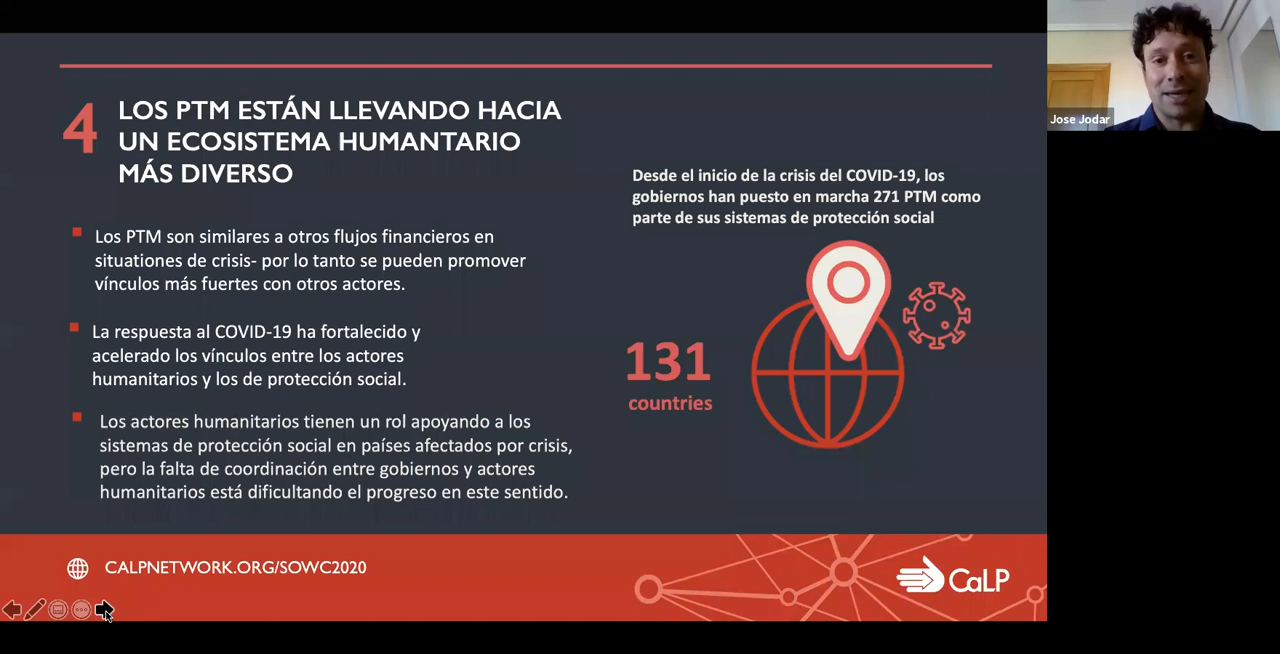 4
LOS PTM ESTÁN LLEVANDO HACIA
UN ECOSISTEMA HUMANTARIO
MÁS DIVERSO
Los PTM son similares a otros flujos financieros en
situationes de crisis- por lo tanto se pueden promover
vínculos más fuertes con otros actores.
La respuesta al COVID-19 ha fortalecido y
acelerado los vínculos entre los actores
humanitarios y los de protección social.
Los actores humanitarios tienen un rol apoyando a los
sistemas de protección social en países afectados por crisis,
pero la falta de coordinación entre gobiernos y actores
humanitarios está dificultando el progreso en este sentido.
Desde el inicio de la crisis del COVID-19, los
gobiernos han puesto en marcha 271 PTM como
parte de sus sistemas de protección social
131
countries
CALPNETWORK.ORG/SOWC2020
CaLP
Jose Jodar